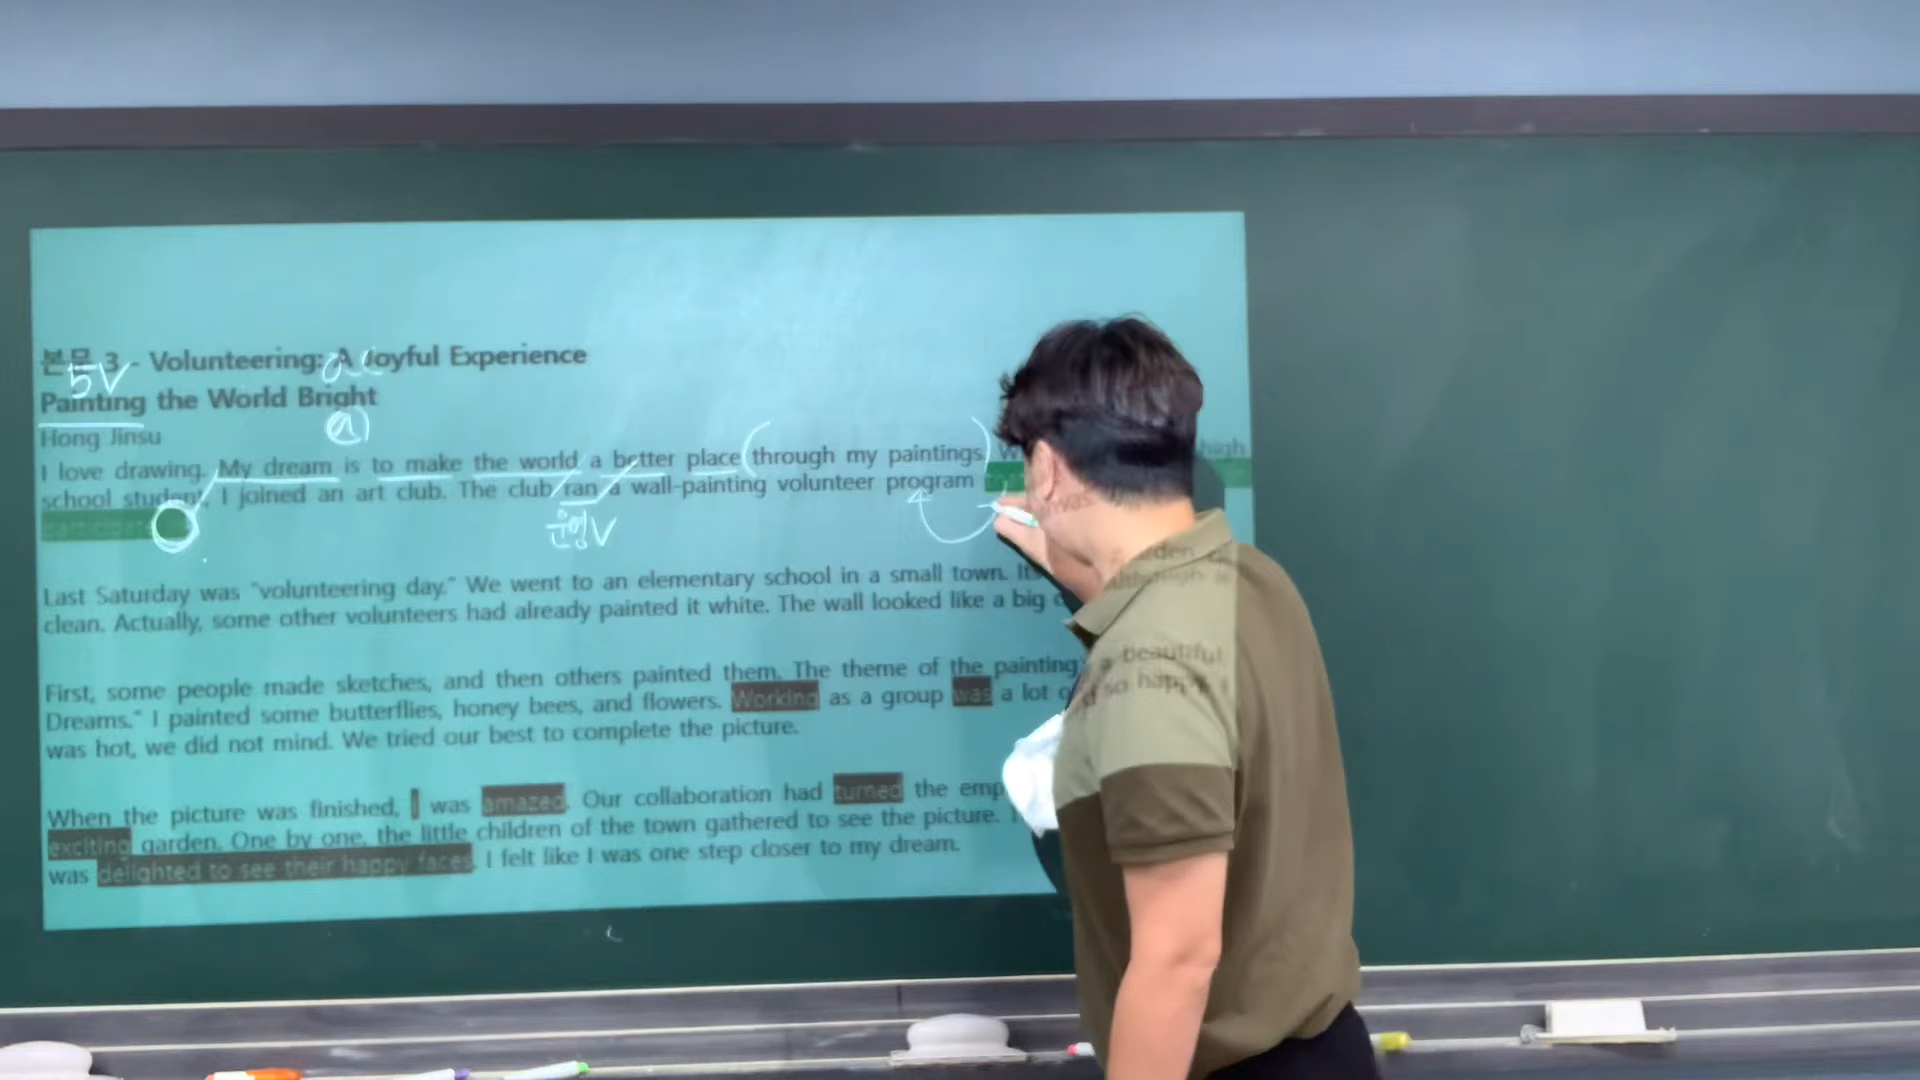 본문 3 - Volunteering: A Joyful Experience
5V
Painting the World Bright
Hong Jinsu
a)
I love drawing. My dream is to make the world a better place (through my paintings.) high
school student, I joined an art club. The club ran a wall-painting volunteer program
운영V
Last Saturday was "volunteering day." We went to an elementary school in a small town.
clean. Actually, some other volunteers had already painted it white. The wall looked like a big
First, some people made sketches, and then others painted them. The theme of the painting a beautiful
Dreams." I painted some butterflies, honey bees, and flowers. Working as a group was a lot so happy
was hot, we did not mind. We tried our best to complete the picture.
When the picture was finished, I was amazed. Our collaboration had turned the
exciting garden. One by one, the little children of the town gathered to see the picture.
was delighted to see their happy faces. I felt like I was one step closer to my dream.